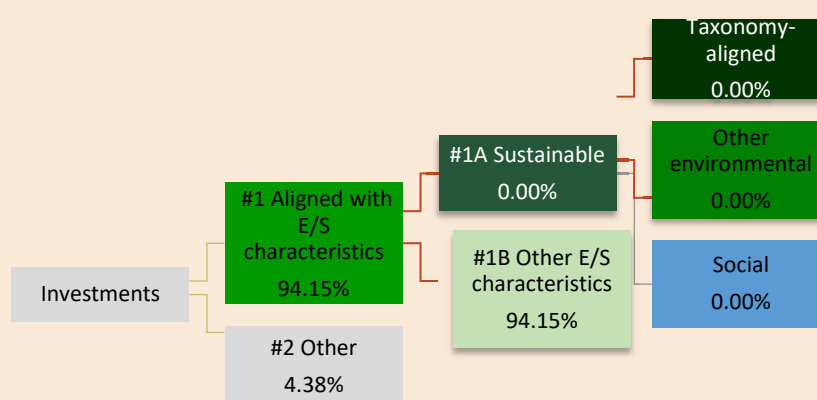 Taxonomy-
aligned
0.00%
#1A Sustainable
0.00%
Other
environmental
0.00%
#1 Aligned with
E/S
characteristics
94.15%
#1B Other E/S
characteristics
94.15%
Social
0.00%
Investments
#2 Other
4.38%